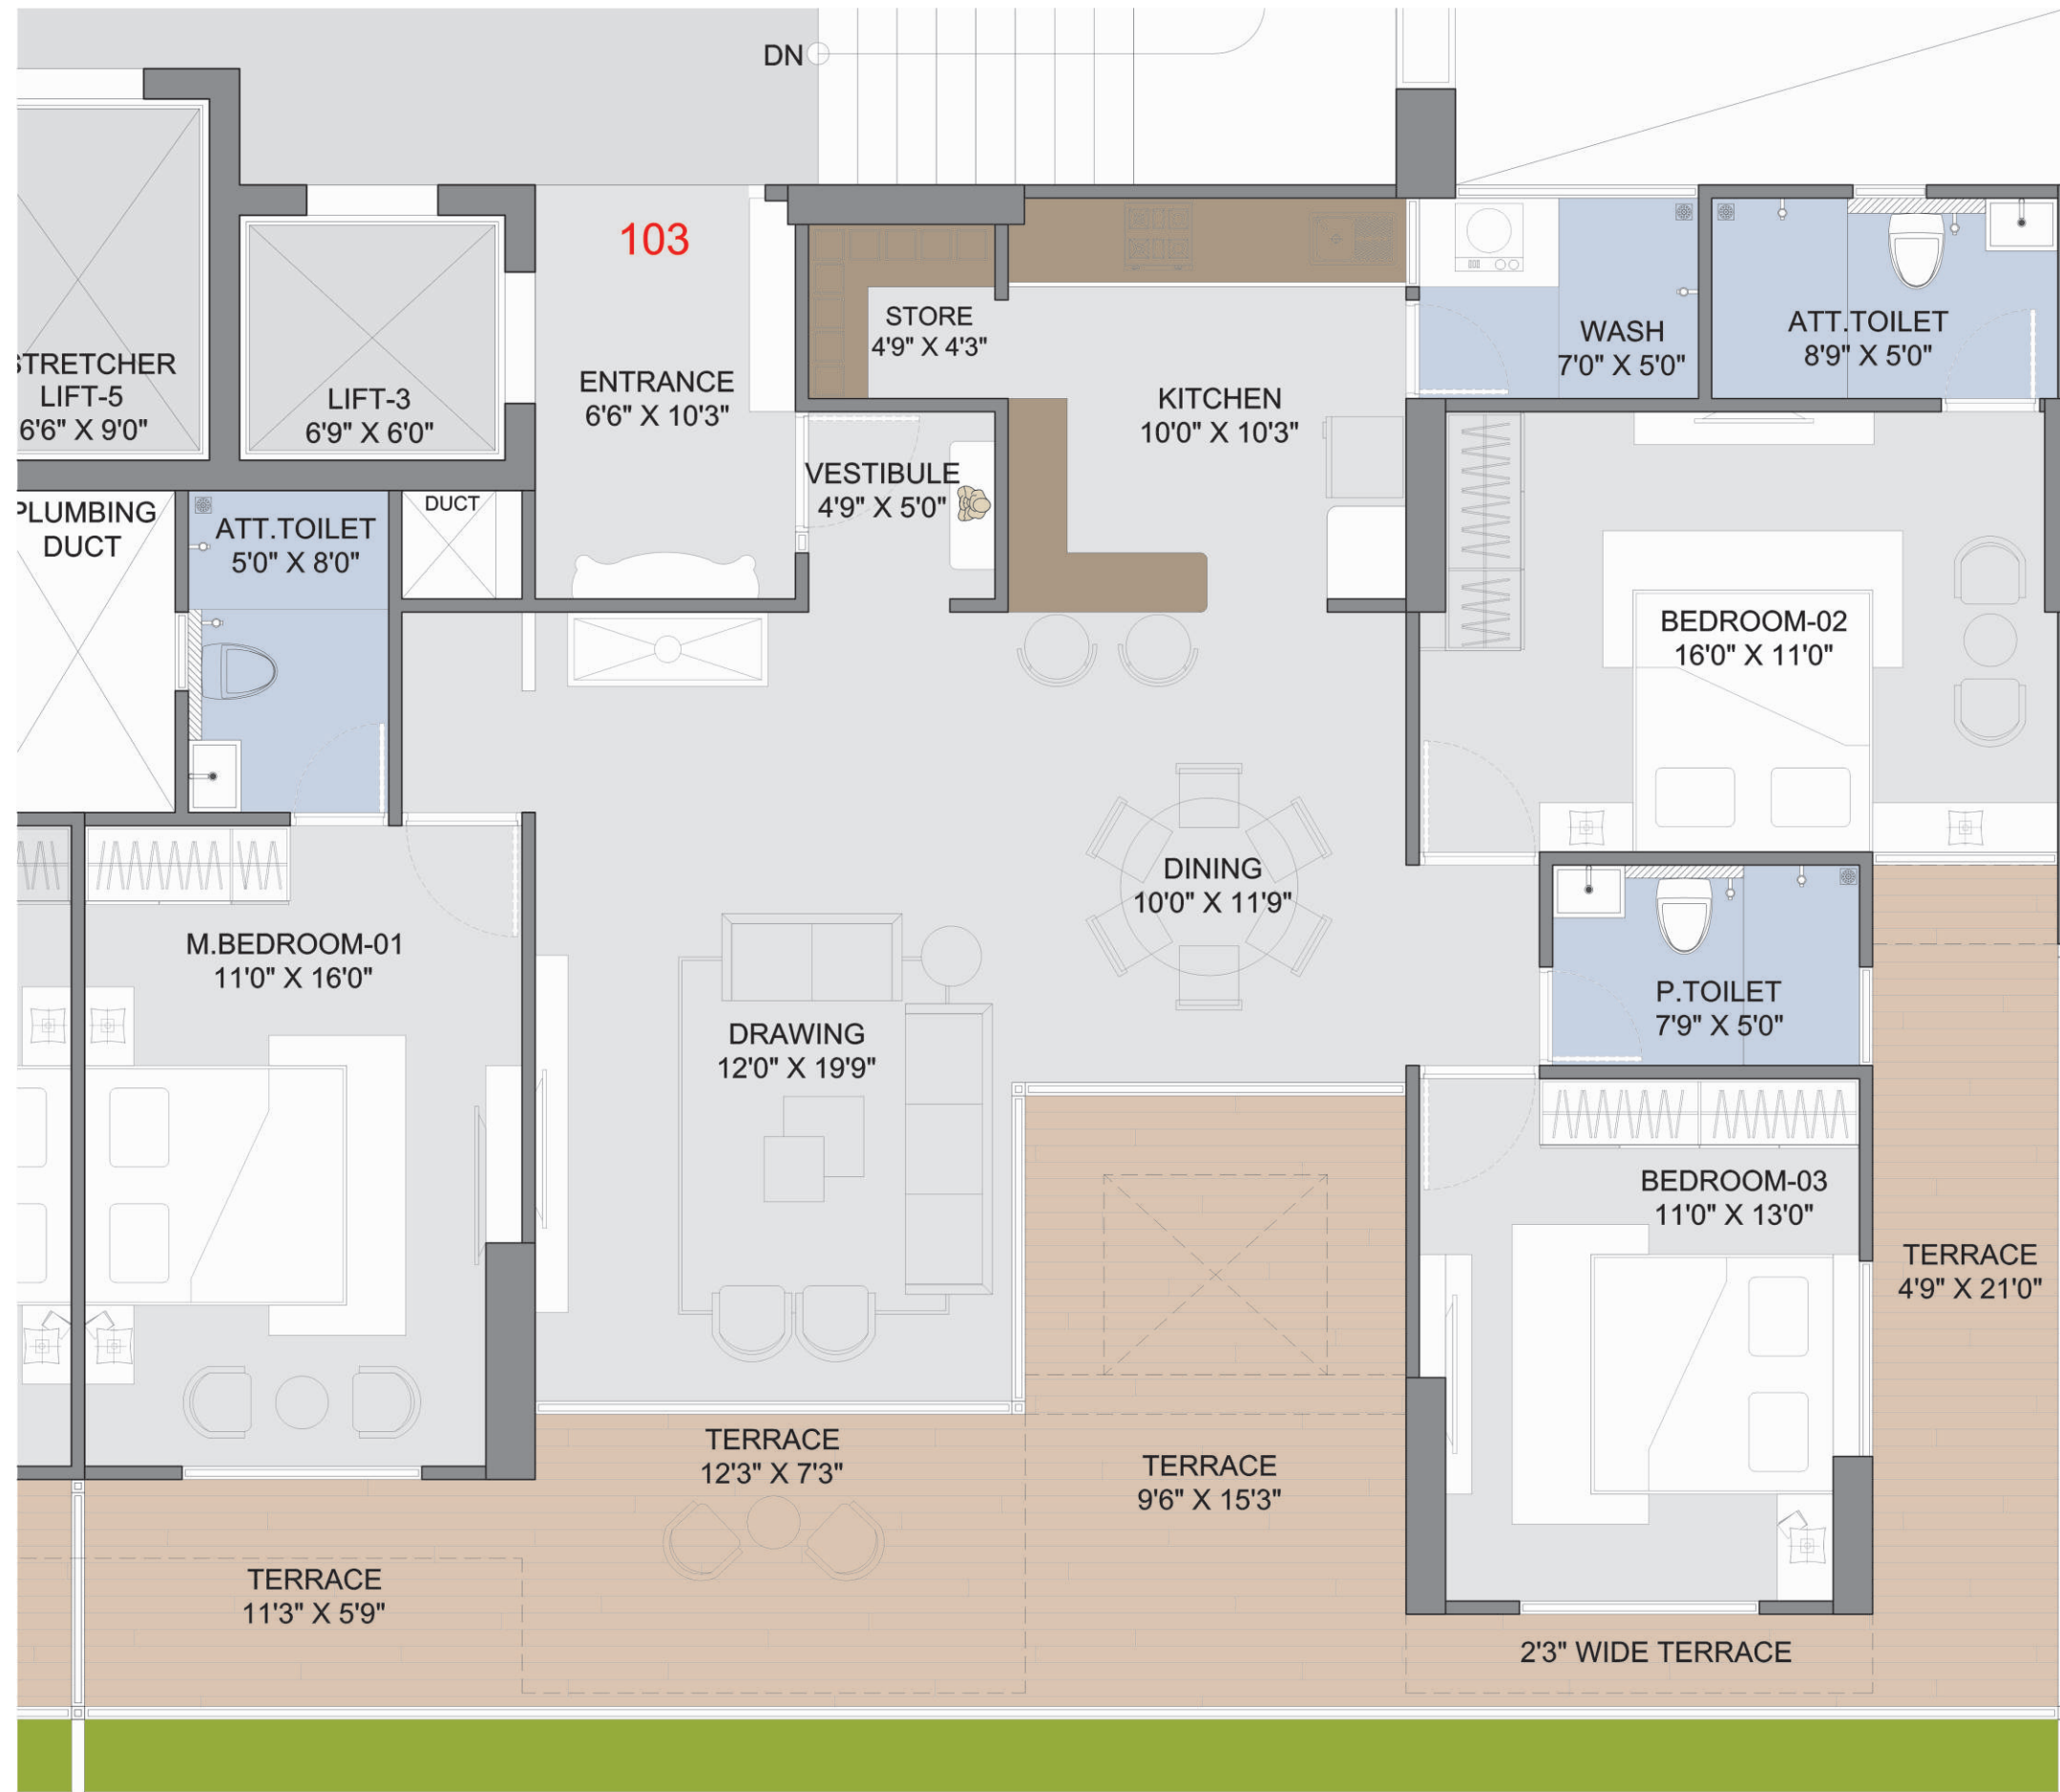 DN
103
STORE
4'9" X 4'3"
WASH
7'0" X 5'0"
ATT.TOILET
8'9" X 5'0"
STRETCHER
LIFT-5
6'6" X 9'0"
LIFT-3
6'9" X 6'0"
ENTRANCE
6'6" X 10'3"
KITCHEN
10'0" X 10'3"
VESTIBULE
4'9" X 5'0"
PLUMBING
DUCT
ATT.TOILET
5'0" X 8'0"
DUCT
BEDROOM-02
16'0" X 11'0"
DINING
10'0" X 11'9"
M.BEDROOM-01
11'0" X 16'0"
P.TOILET
7'9" X 5'0"
DRAWING
12'0" X 19'9"
BEDROOM-03
11'0" X 13'0"
TERRACE
4'9" X 21'0"
TERRACE
12'3" X 7'3"
TERRACE
9'6" X 15'3"
TERRACE
11'3" X 5'9"
2'3" WIDE TERRACE